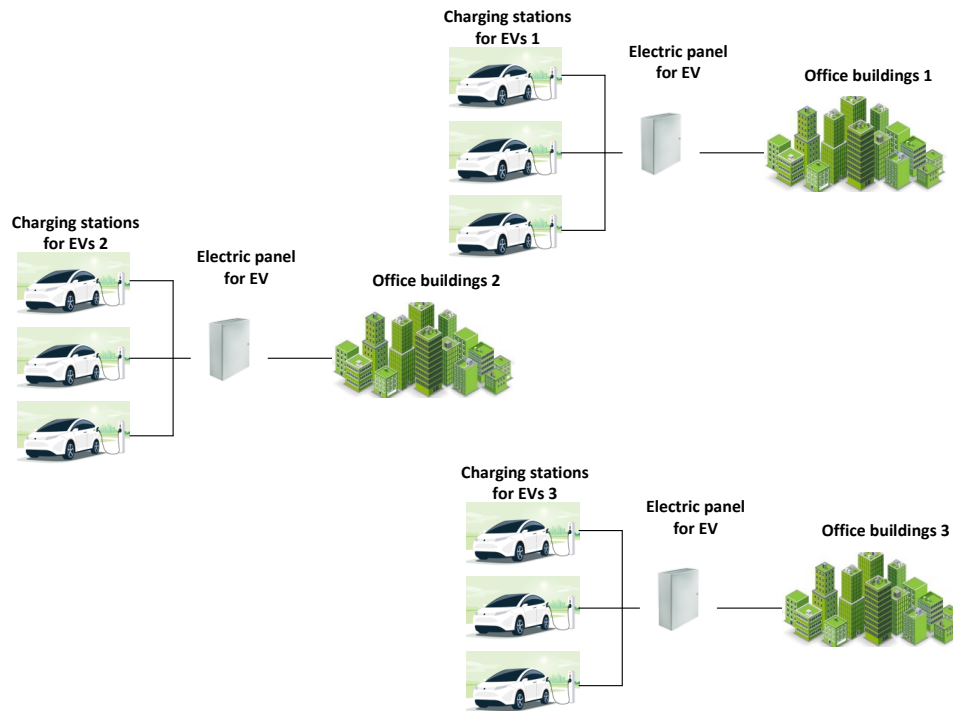 Charging stations
for EVs 1
Electric panel
for EV
Office buildings 1
Charging stations
for EVs 2
Electric panel
for EV
Office buildings 2
Charging stations
for EVs 3
Electric panel
for EV
Office buildings 3